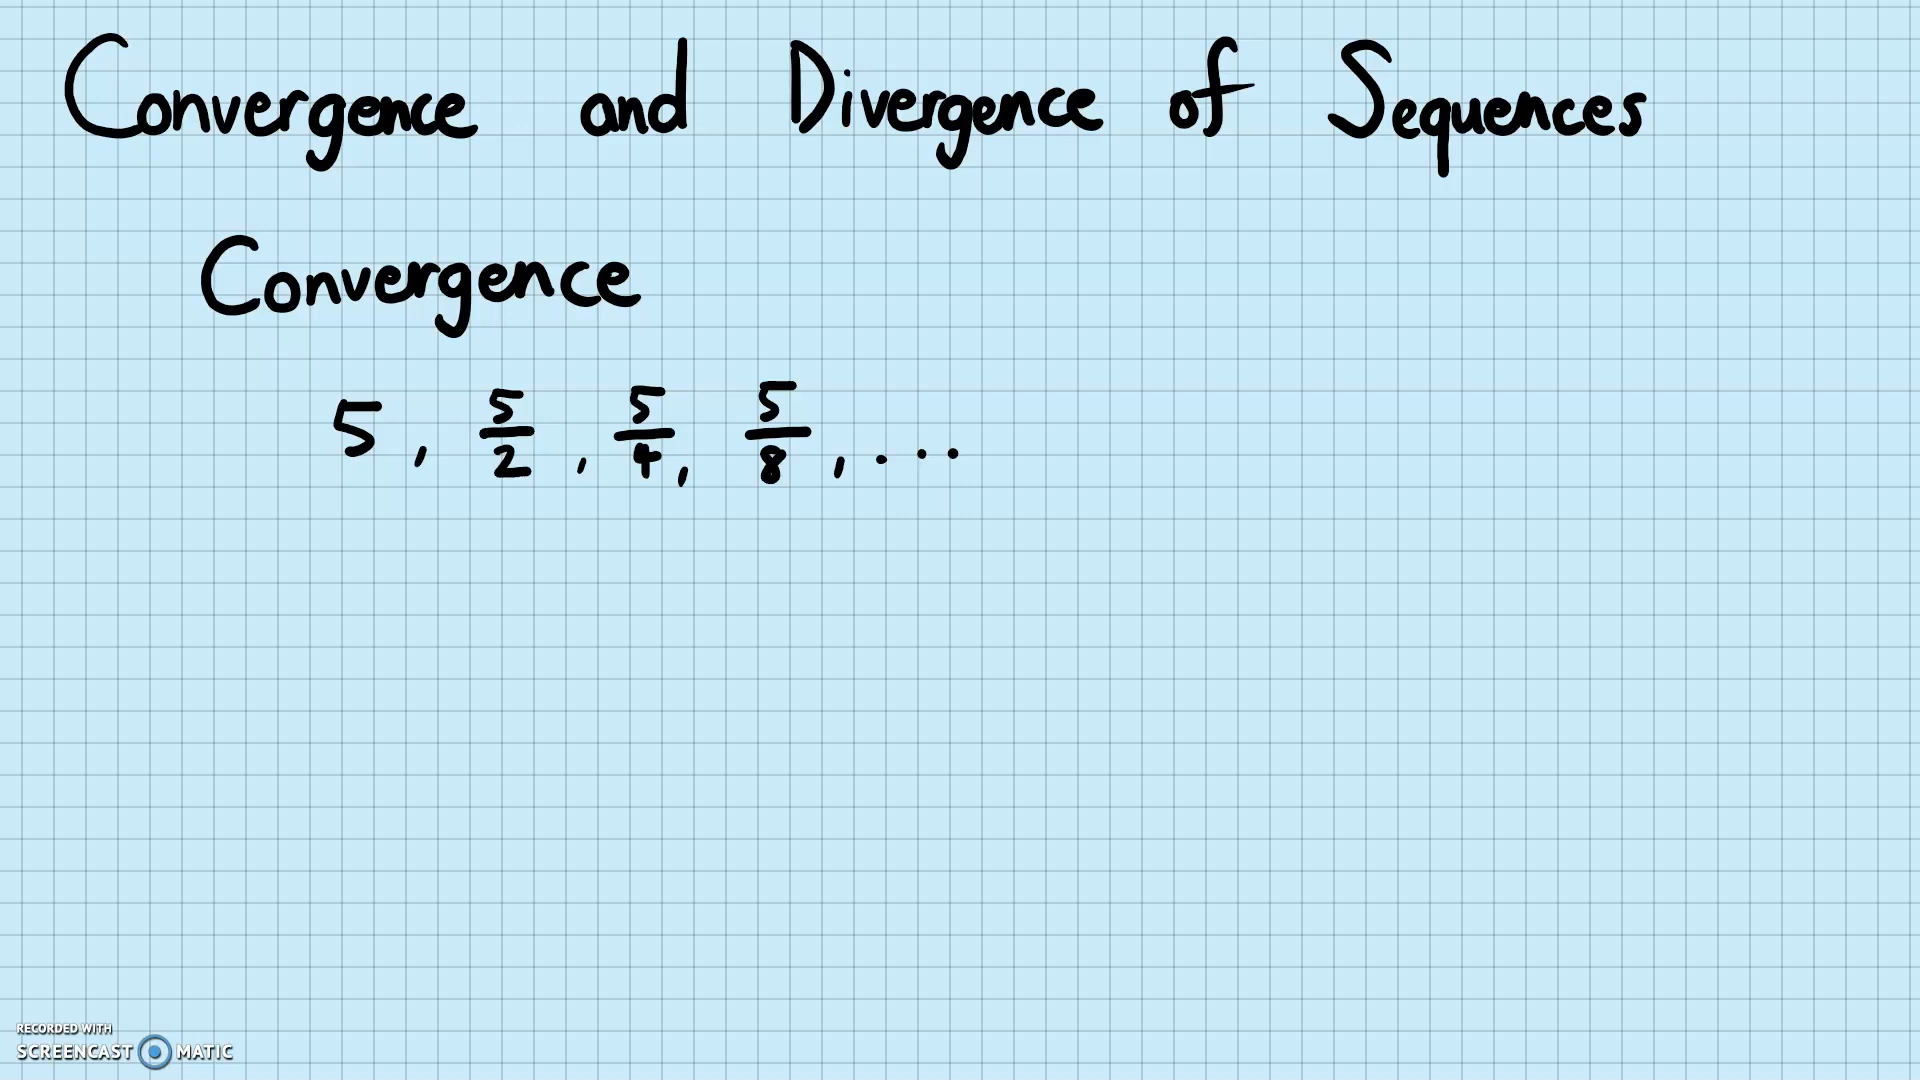 Convergence and Divergence of Sequences
Convergence
5, 5/2, 5/4, 5/8, ....
RECORDED WITH
SCREENCAST MATIC